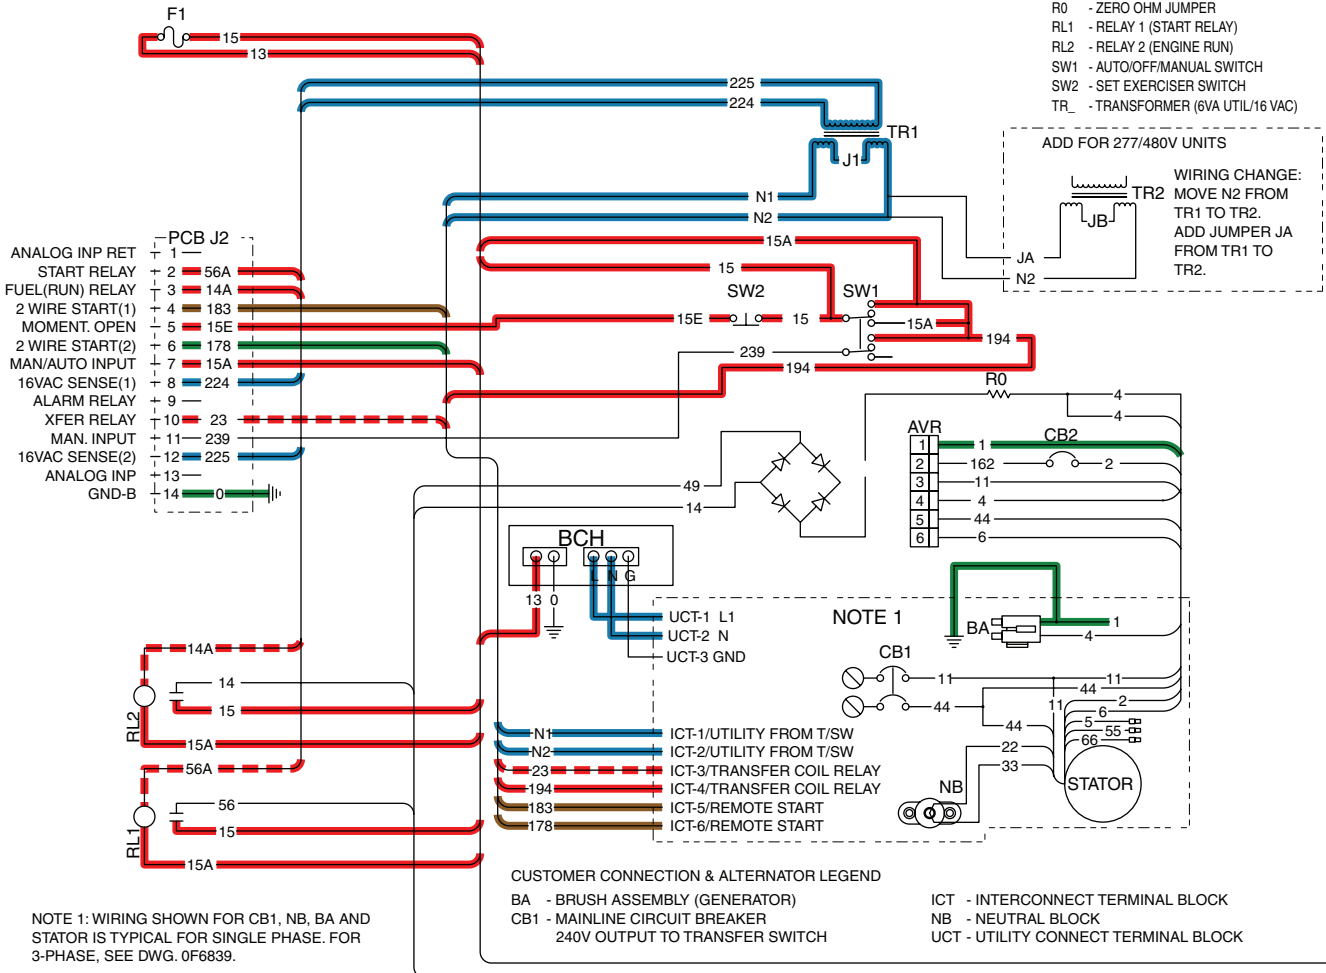 F1
15
13
R0 - ZERO OHM JUMPER
RL1 - RELAY 1 (START RELAY)
RL2 - RELAY 2 (ENGINE RUN)
SW1 - AUTO/OFF/MANUAL SWITCH
SW2 - SET EXERCISER SWITCH
TR_ - TRANSFORMER (6VA UTIL/16 VAC)
225
224
TR1
J1
N1
N2
ADD FOR 277/480V UNITS
TR2
JB
WIRING CHANGE:
MOVE N2 FROM
TR1 TO TR2.
ADD JUMPER JA
FROM TR1 TO
TR2.
JA
N2
PCB J2
ANALOG INP RET 1
START RELAY 2 56A
FUEL(RUN) RELAY 3 14A
2 WIRE START(1) 4 183
MOMENT. OPEN 5 15E
2 WIRE START(2) 6 178
MAN/AUTO INPUT 7 15A
16VAC SENSE(1) 8 224
ALARM RELAY 9
XFER RELAY 10 23
MAN. INPUT 11 239
16VAC SENSE(2) 12 225
ANALOG INP 13
GND-B 14 0
15A
15
SW2
SW1
15E
15
15A
194
239
194
R0
4
4
AVR
CB2
1 1
2 162 2
3 11
4 4
5 44
6 6
49
14
BCH
L N G
13 0
UCT-1 L1
UCT-2 N
UCT-3 GND
NOTE 1
BA
1
4
CB1
11
11
44
44
11
2
6
5
55
66
44
22
33
NB
STATOR
14A
14
15
RL2
15A
56A
56
15
RL1
15A
N1 ICT-1/UTILITY FROM T/SW
N2 ICT-2/UTILITY FROM T/SW
23 ICT-3/TRANSFER COIL RELAY
194 ICT-4/TRANSFER COIL RELAY
183 ICT-5/REMOTE START
178 ICT-6/REMOTE START
CUSTOMER CONNECTION & ALTERNATOR LEGEND
BA - BRUSH ASSEMBLY (GENERATOR)
CB1 - MAINLINE CIRCUIT BREAKER
240V OUTPUT TO TRANSFER SWITCH
ICT - INTERCONNECT TERMINAL BLOCK
NB - NEUTRAL BLOCK
UCT - UTILITY CONNECT TERMINAL BLOCK
NOTE 1: WIRING SHOWN FOR CB1, NB, BA AND
STATOR IS TYPICAL FOR SINGLE PHASE. FOR
3-PHASE, SEE DWG. 0F6839.